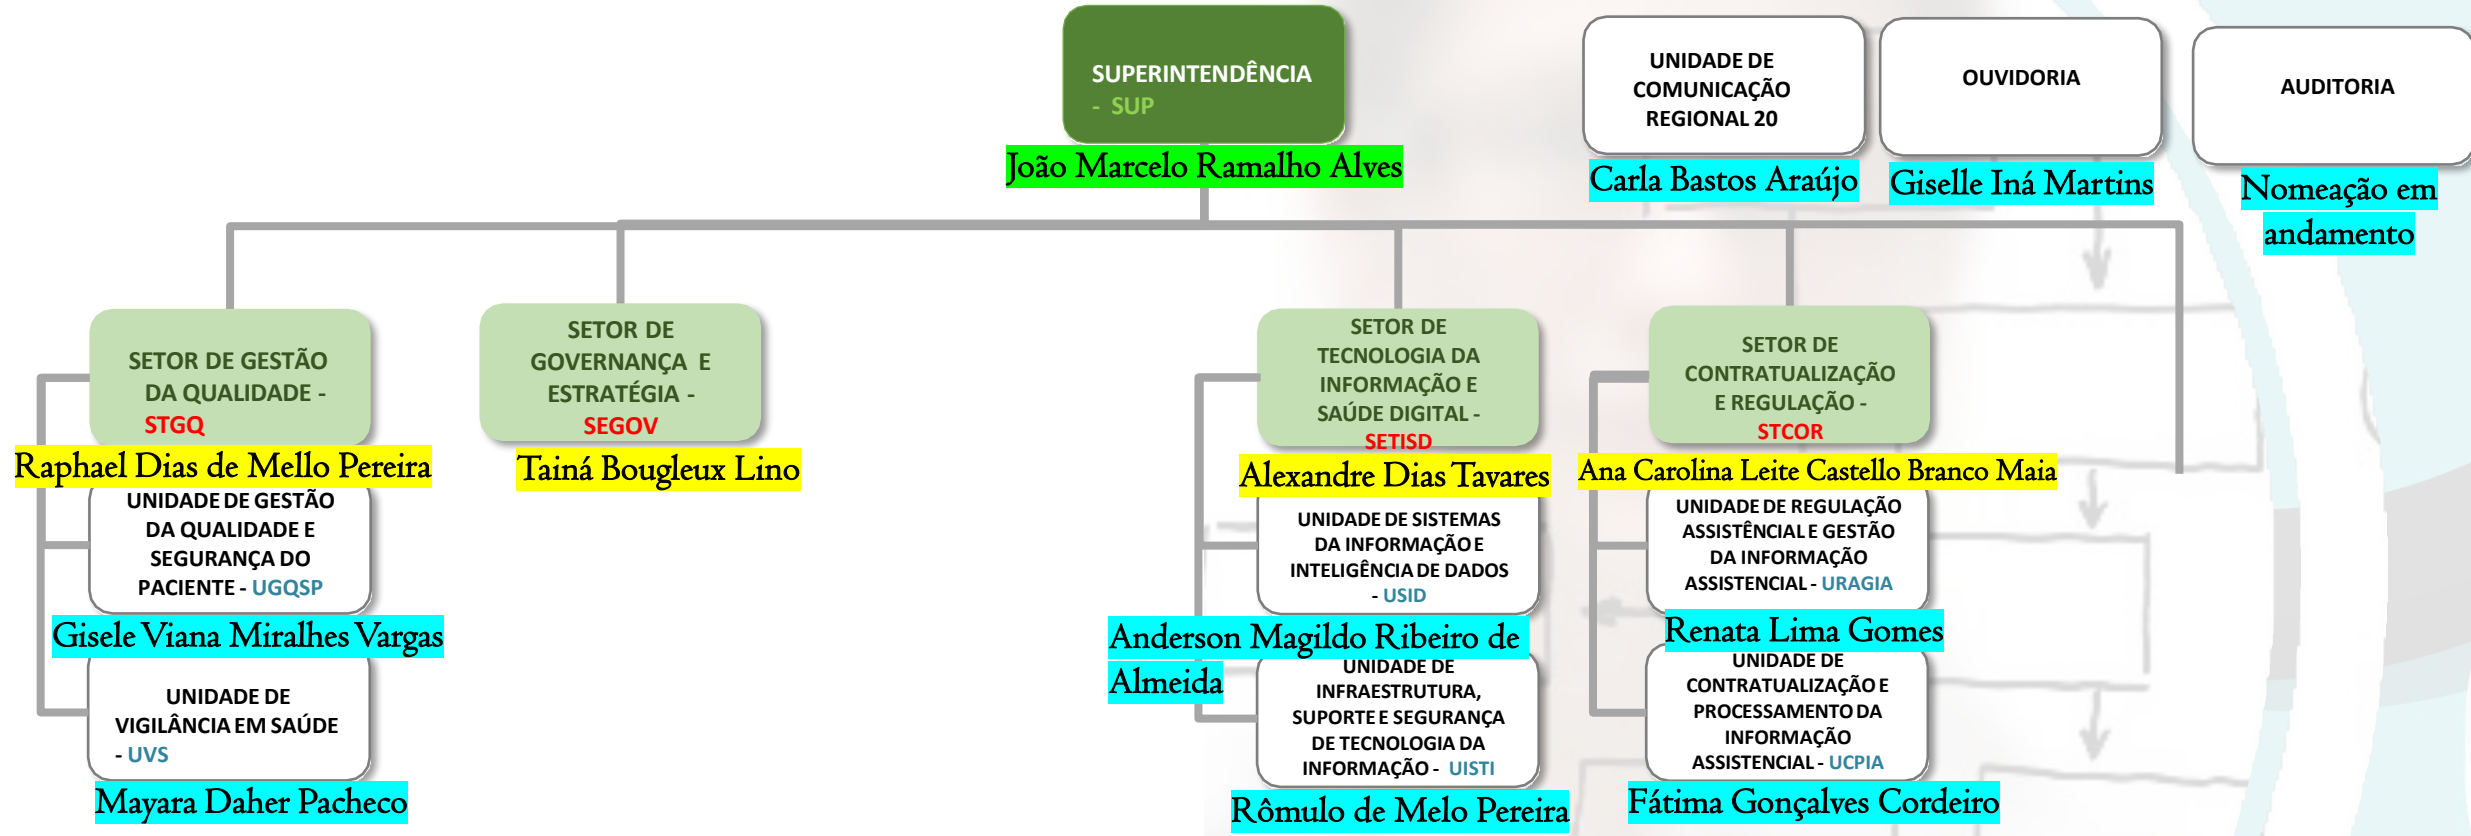 SUPERINTENDÊNCIA
- SUP
João Marcelo Ramalho Alves
UNIDADE DE
COMUNICAÇÃO
REGIONAL 20
Carla Bastos Araújo
OUVIDORIA
Giselle Iná Martins
AUDITORIA
Nomeação em
andamento
SETOR DE GESTÃO
DA QUALIDADE -
STGQ
Raphael Dias de Mello Pereira
UNIDADE DE GESTÃO
DA QUALIDADE E
SEGURANÇA DO
PACIENTE - UGQSP
Gisele Viana Miralhes Vargas
UNIDADE DE
VIGILÂNCIA EM SAÚDE
- UVS
Mayara Daher Pacheco
SETOR DE
GOVERNANÇA E
ESTRATÉGIA -
SEGOV
Tainá Bougleux Lino
SETOR DE
TECNOLOGIA DA
INFORMAÇÃO E
SAÚDE DIGITAL -
SETISD
Alexandre Dias Tavares
UNIDADE DE SISTEMAS
DA INFORMAÇÃO E
INTELIGÊNCIA DE DADOS
- USID
Anderson Magildo Ribeiro de
Almeida
UNIDADE DE
INFRAESTRUTURA,
SUPORTE E SEGURANÇA
DE TECNOLOGIA DA
INFORMAÇÃO - UISTI
Rômulo de Melo Pereira
SETOR DE
CONTRATUALIZAÇÃO
E REGULAÇÃO -
STCOR
Ana Carolina Leite Castello Branco Maia
UNIDADE DE REGULAÇÃO
ASSISTÊNCIAL E GESTÃO
DA INFORMAÇÃO
ASSISTENCIAL - URAGIA
Renata Lima Gomes
UNIDADE DE
CONTRATUALIZAÇÃO E
PROCESSAMENTO DA
INFORMAÇÃO
ASSISTENCIAL - UCPIA
Fátima Gonçalves Cordeiro